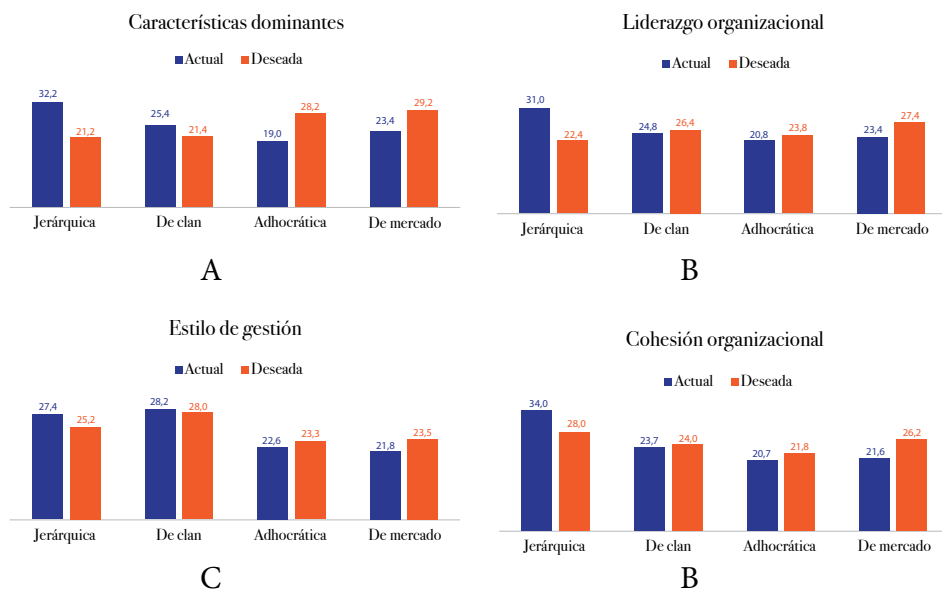 Características dominantes
Actual Deseada
32,2 21,2 25,4 21,4 19,0 28,2 23,4 29,2
Jerárquica De clan Adhocrática De mercado
A
Liderazgo organizacional
Actual Deseada
31,0 22,4 24,8 26,4 20,8 23,8 23,4 27,4
Jerárquica De clan Adhocrática De mercado
B
Estilo de gestión
Actual Deseada
27,4 25,2 28,2 28,0 22,6 23,3 21,8 23,5
Jerárquica De clan Adhocrática De mercado
C
Cohesión organizacional
Actual Deseada
34,0 28,0 23,7 24,0 20,7 21,8 21,6 26,2
Jerárquica De clan Adhocrática De mercado
B